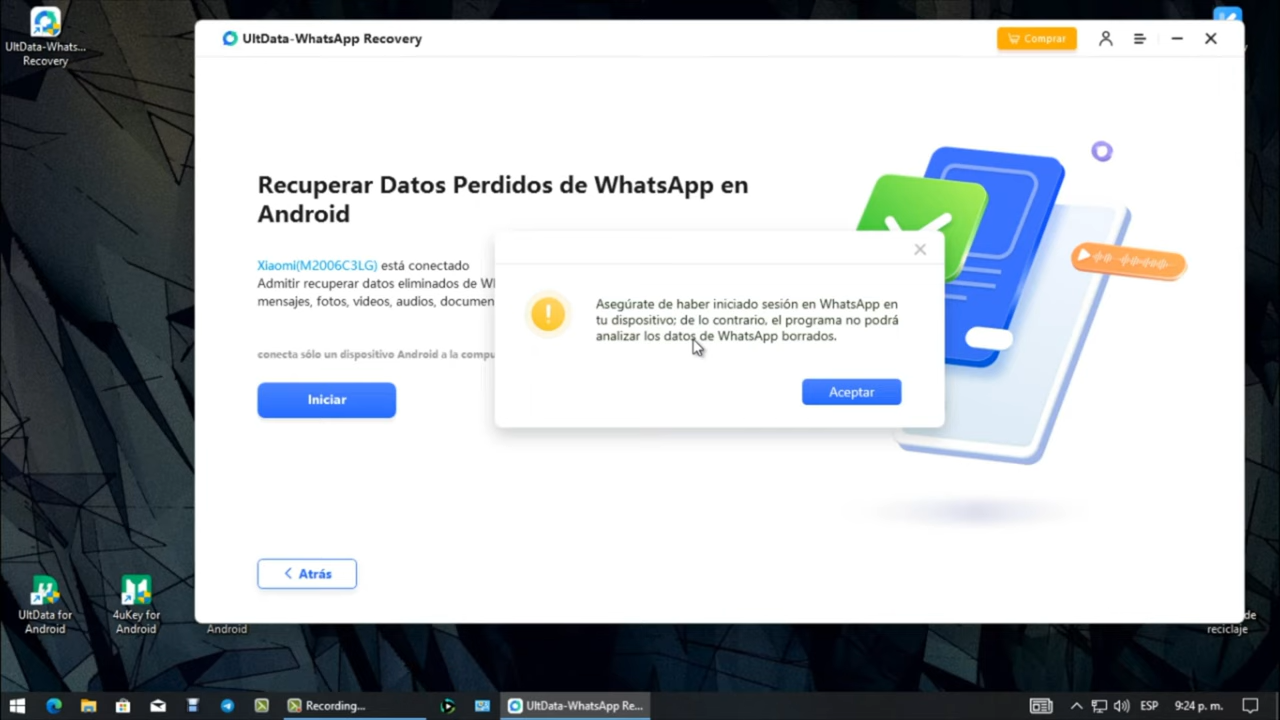 UltData-Whats...
Recovery
UltData-WhatsApp Recovery
Comprar
Recuperar Datos Perdidos de WhatsApp en
Android
Xiaomi(M2006C3LG) está conectado
Admitir recuperar datos eliminados de
mensajes, fotos, videos, audios,
conecta sólo un dispositivo Android a la
Iniciar
Asegúrate de haber iniciado sesión en WhatsApp en
tu dispositivo; de lo contrario, el programa no podrá
analizar los datos de WhatsApp borrados.
Aceptar
Atrás
UltData for
Android
4uKey for
Android
Android
de
reciclaje
Recording...
UltData-WhatsApp Re...
ESP
9:24 p. m.